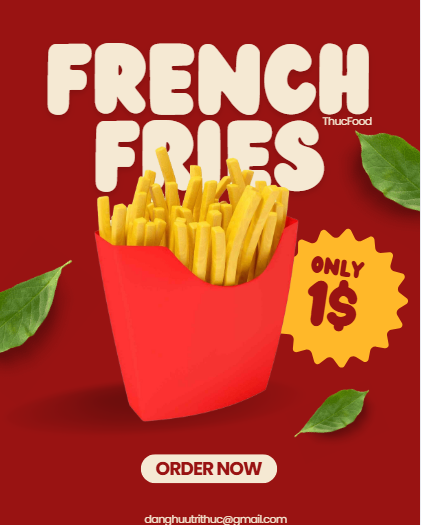 FRENCH
ThucFood
FRIES
ONLY
1$
ORDER NOW
danghuutrithuc@gmail.com